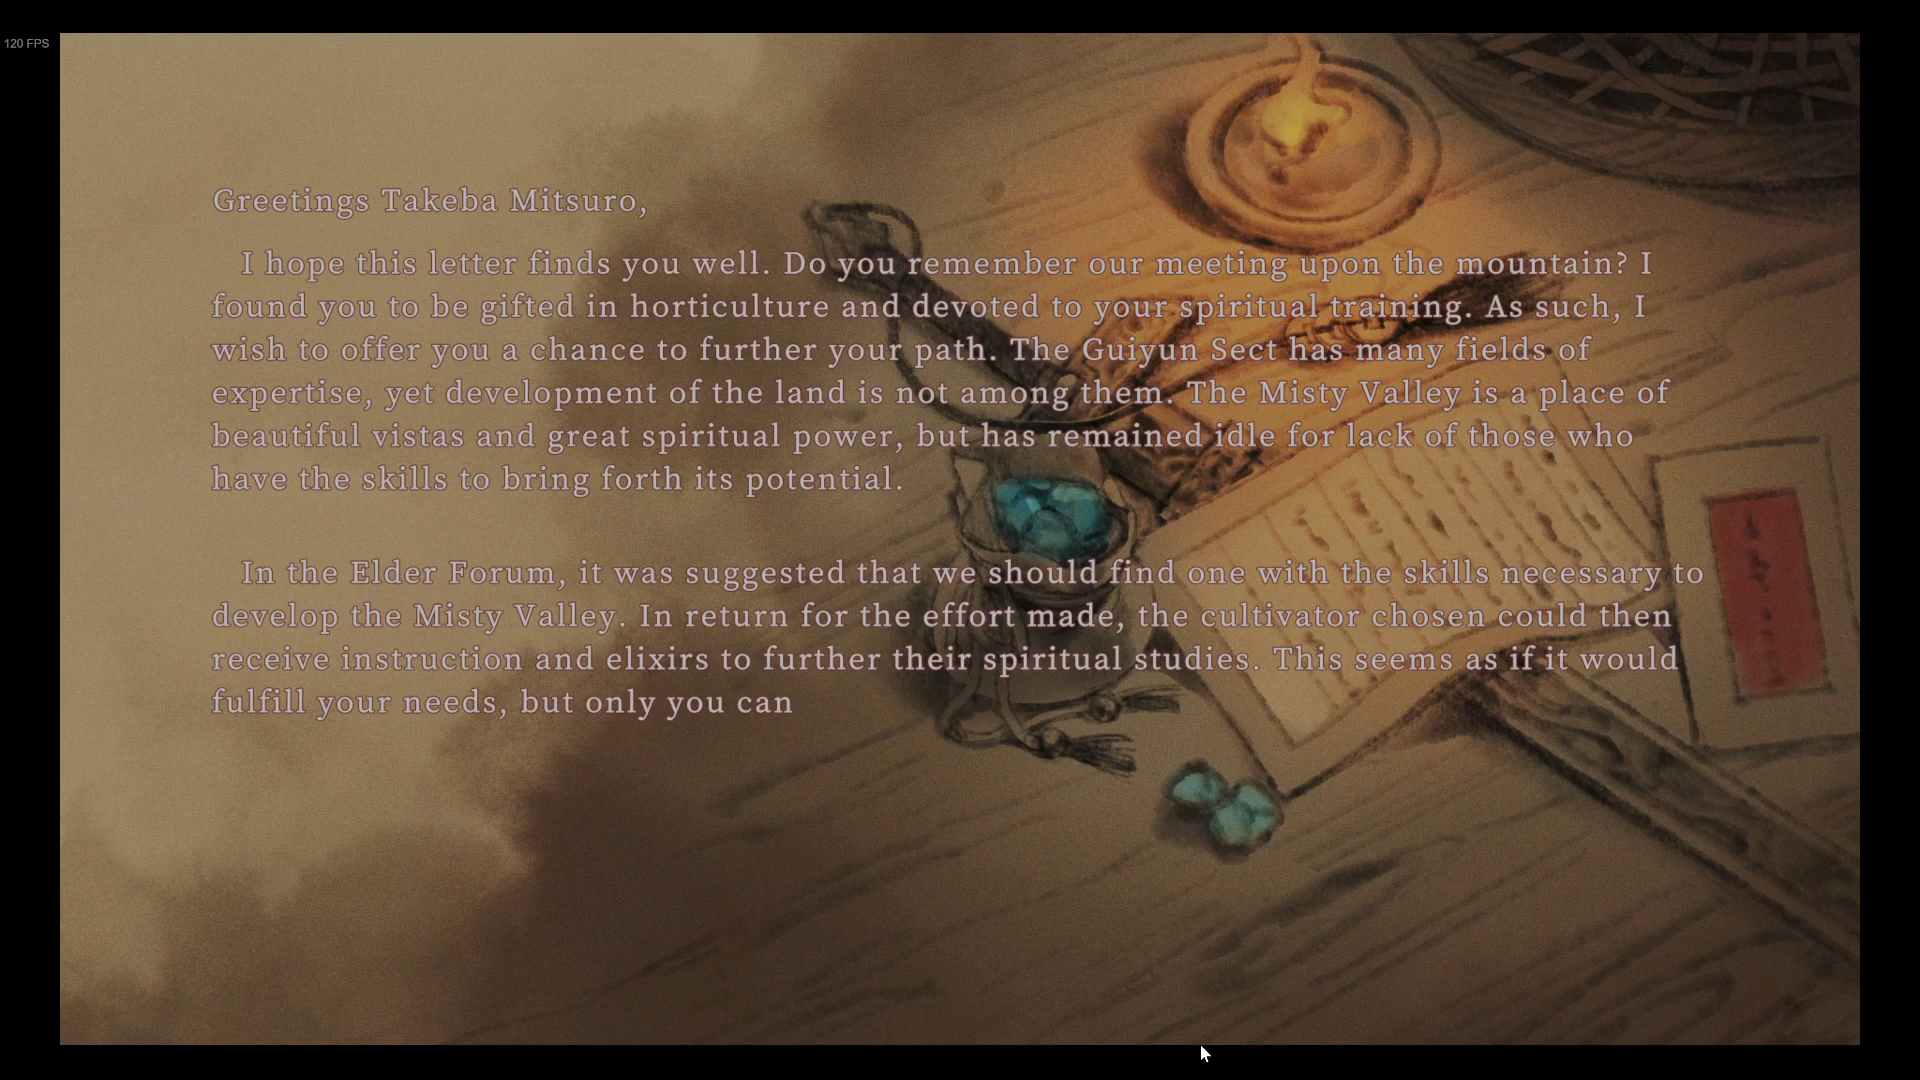 120 FPS
Greetings Takeba Mitsuro,
I hope this letter finds you well. Do you remember our meeting upon the mountain? I
found you to be gifted in horticulture and devoted to your spiritual training. As such, I
wish to offer you a chance to further your path. The Guiyun Sect has many fields of
expertise, yet development of the land is not among them. The Misty Valley is a place of
beautiful vistas and great spiritual power, but has remained idle for lack of those who
have the skills to bring forth its potential.
In the Elder Forum, it was suggested that we should find one with the skills necessary to
develop the Misty Valley. In return for the effort made, the cultivator chosen could then
receive instruction and elixirs to further their spiritual studies. This seems as if it would
fulfill your needs, but only you can